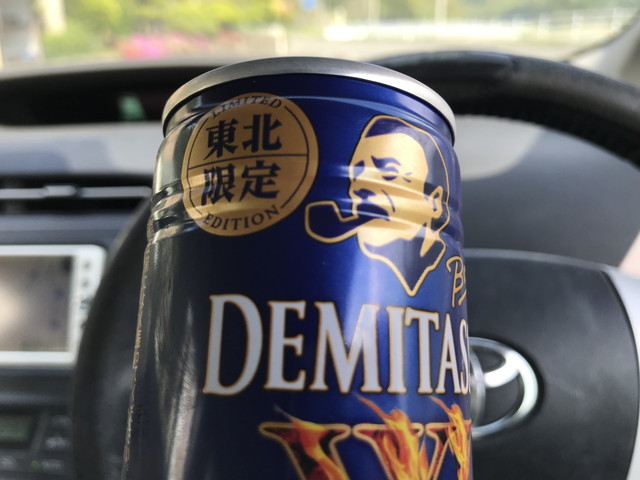 LIMITED
東北
限定
EDITION
DEMITAS